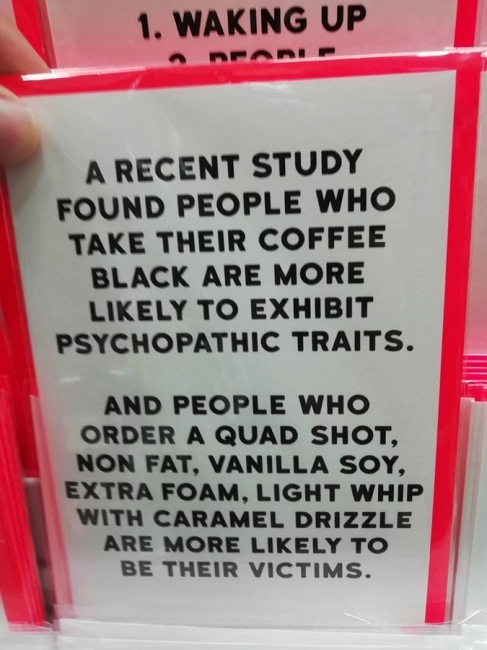 1. WAKING UP
2. PEOPLE
A RECENT STUDY
FOUND PEOPLE WHO
TAKE THEIR COFFEE
BLACK ARE MORE
LIKELY TO EXHIBIT
PSYCHOPATHIC TRAITS.
AND PEOPLE WHO
ORDER A QUAD SHOT,
NON FAT, VANILLA SOY,
EXTRA FOAM, LIGHT WHIP
WITH CARAMEL DRIZZLE
ARE MORE LIKELY TO
BE THEIR VICTIMS.